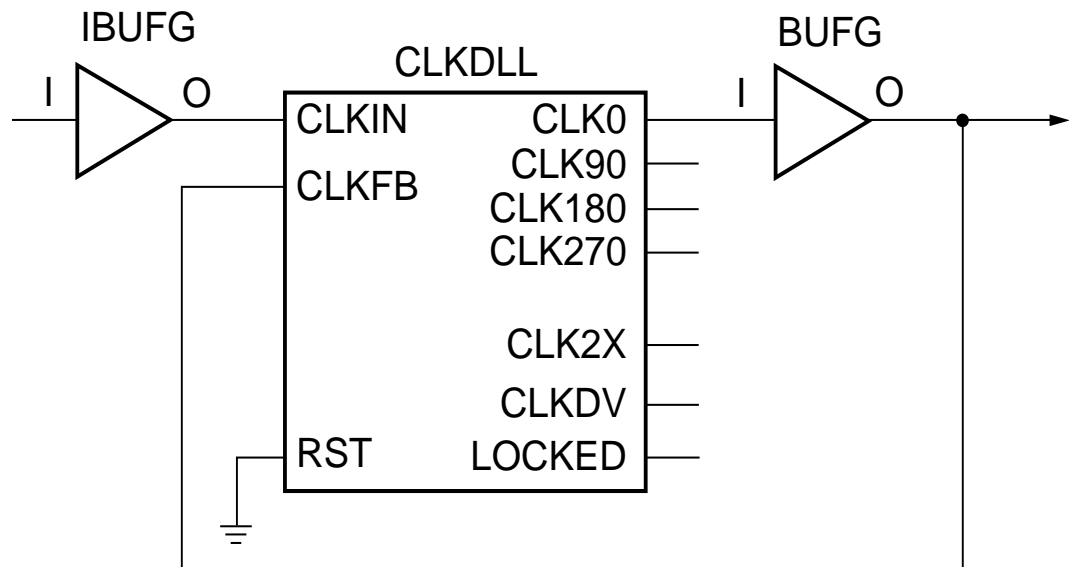 IBUFG
BUFG
CLKDLL
I
O
I
O
CLKIN
CLK0
CLKFB
CLK90
CLK180
CLK270
CLK2X
CLKDV
RST
LOCKED